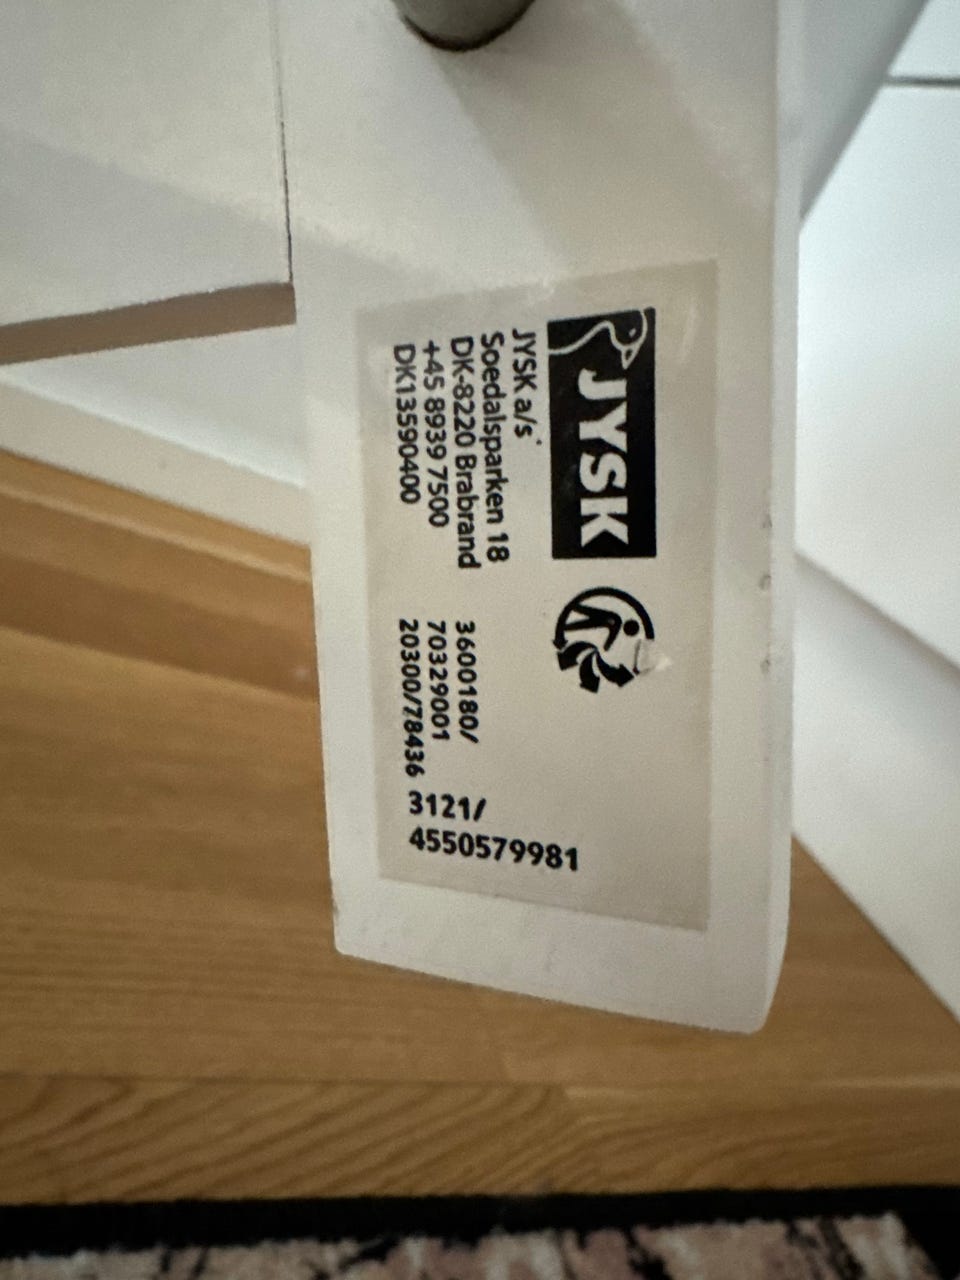 JYSK
JYSK a/s
Soedalsparken 18
DK-8220 Brabrand
+45 8939 7500
DK13590400
3600180/
70329001
20300/78436
3121/
4550579981